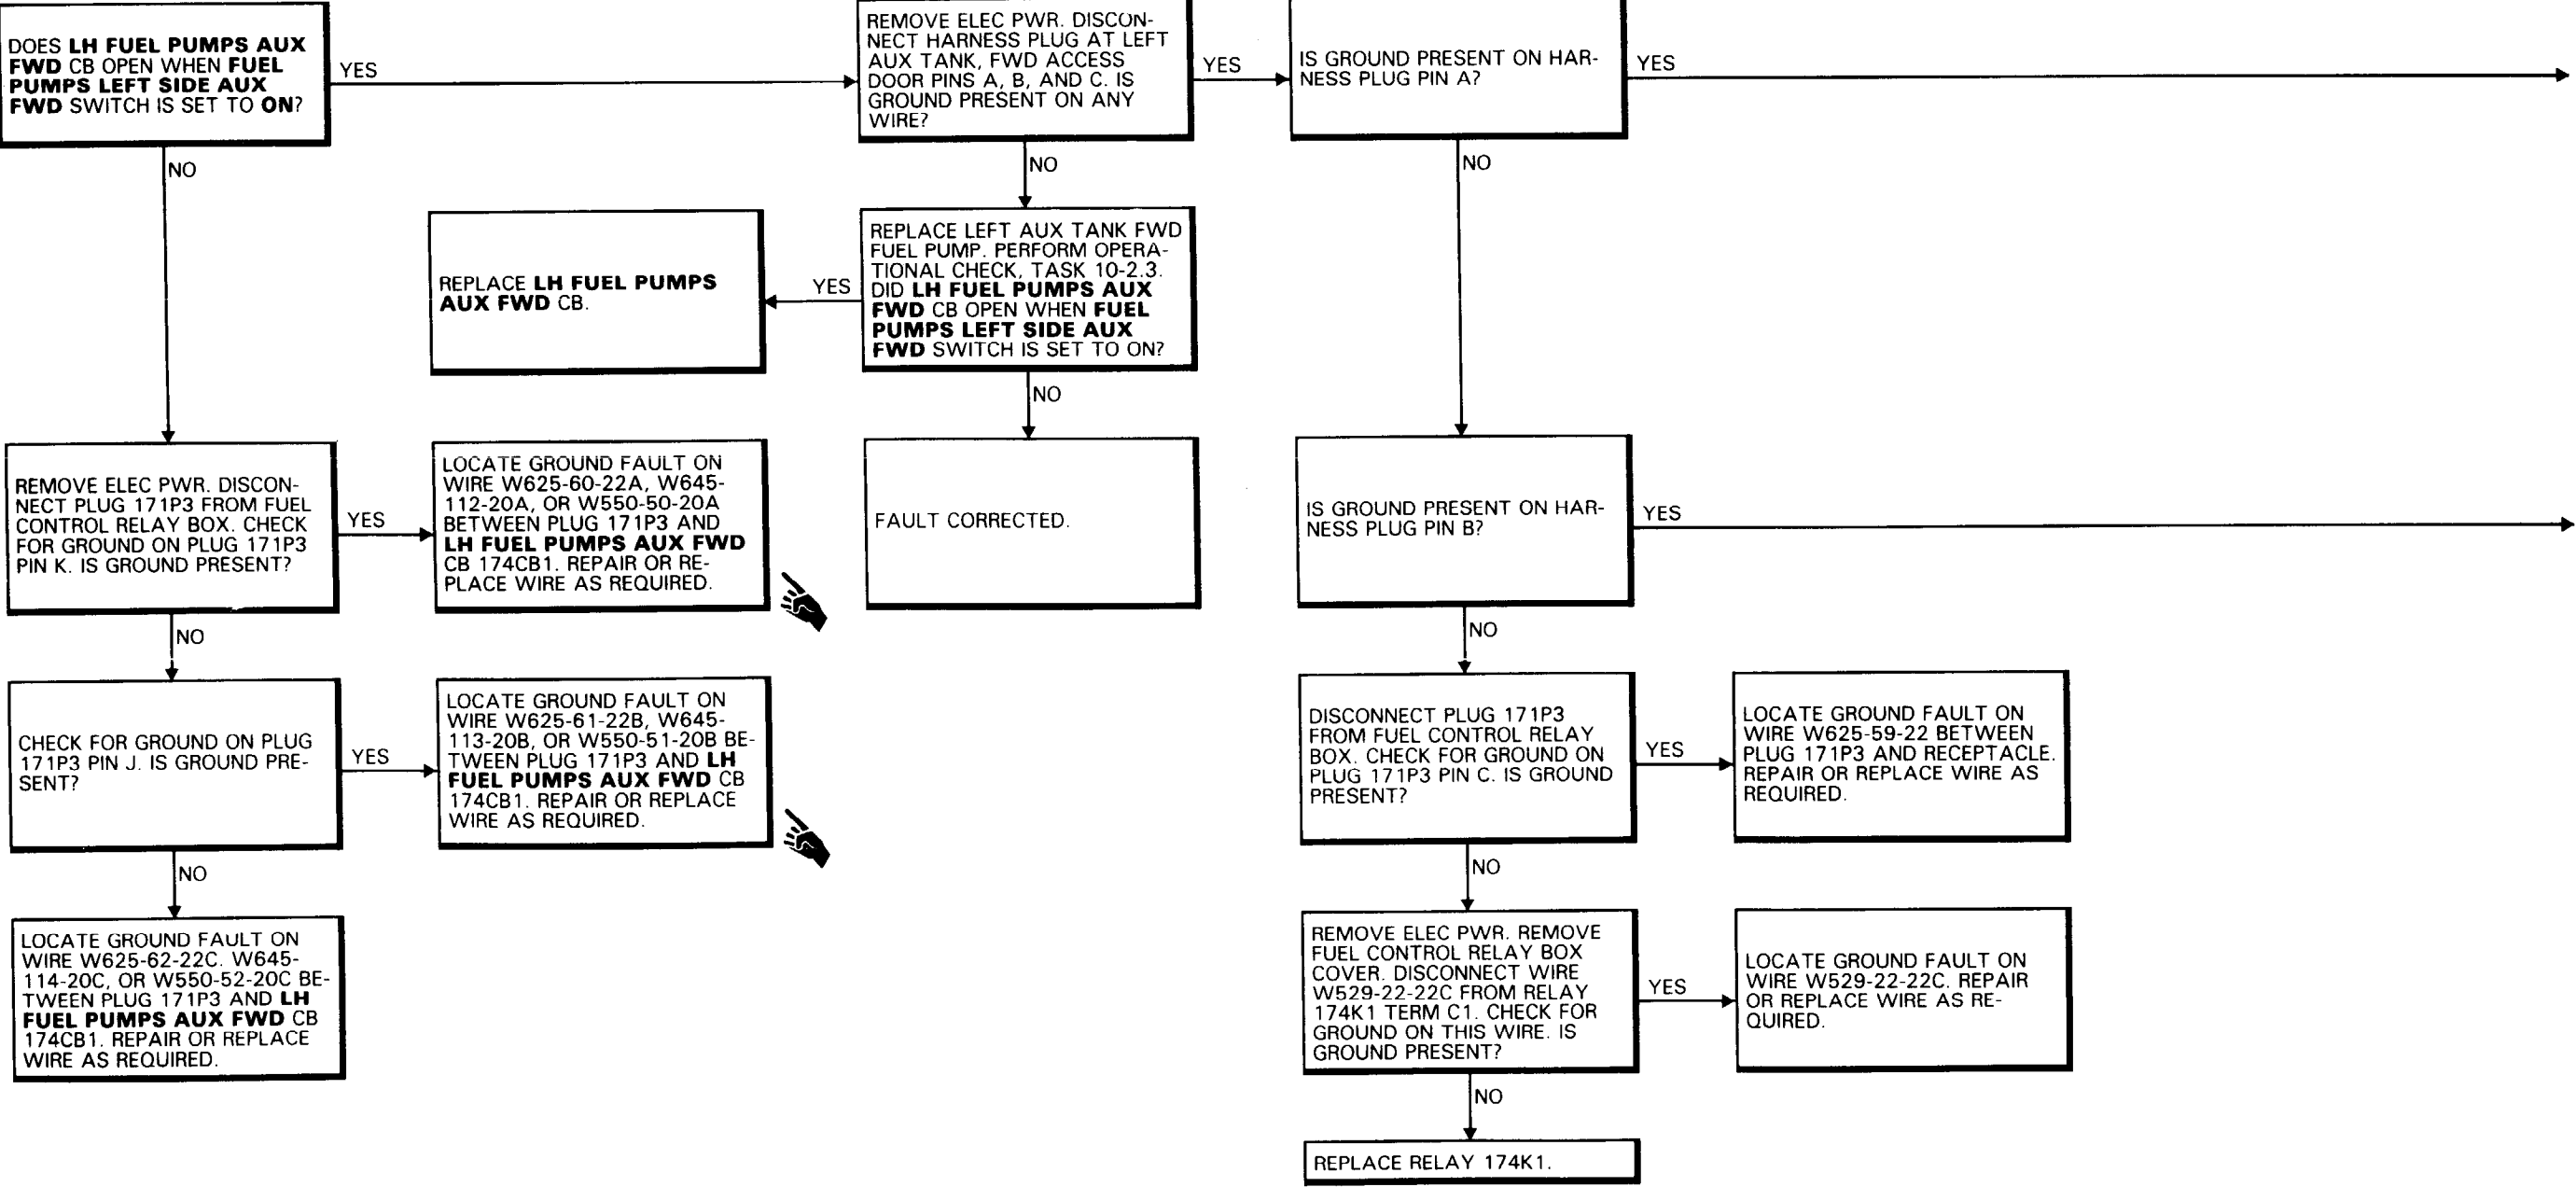 DOES LH FUEL PUMPS AUX
FWD CB OPEN WHEN FUEL
PUMPS LEFT SIDE AUX
FWD SWITCH IS SET TO ON?
YES
NO
REMOVE ELEC PWR. DISCON-
NECT HARNESS PLUG AT LEFT
AUX TANK, FWD ACCESS
DOOR PINS A, B, AND C. IS
GROUND PRESENT ON ANY
WIRE?
YES
NO
IS GROUND PRESENT ON HAR-
NESS PLUG PIN A?
YES
NO
REPLACE LH FUEL PUMPS
AUX FWD CB.
YES
REPLACE LEFT AUX TANK FWD
FUEL PUMP. PERFORM OPERA-
TIONAL CHECK, TASK 10-2.3.
DID LH FUEL PUMPS AUX
FWD CB OPEN WHEN FUEL
PUMPS LEFT SIDE AUX
FWD SWITCH IS SET TO ON?
NO
REMOVE ELEC PWR. DISCON-
NECT PLUG 171P3 FROM FUEL
CONTROL RELAY BOX. CHECK
FOR GROUND ON PLUG 171P3
PIN K. IS GROUND PRESENT?
YES
NO
LOCATE GROUND FAULT ON
WIRE W625-60-22A, W645-
112-20A, OR W550-50-20A
BETWEEN PLUG 171P3 AND
LH FUEL PUMPS AUX FWD
CB 174CB1. REPAIR OR RE-
PLACE WIRE AS REQUIRED.
FAULT CORRECTED.
IS GROUND PRESENT ON HAR-
NESS PLUG PIN B?
YES
NO
CHECK FOR GROUND ON PLUG
171P3 PIN J. IS GROUND PRE-
SENT?
YES
NO
LOCATE GROUND FAULT ON
WIRE W625-61-22B, W645-
113-20B, OR W550-51-20B BE-
TWEEN PLUG 171P3 AND LH
FUEL PUMPS AUX FWD CB
174CB1. REPAIR OR REPLACE
WIRE AS REQUIRED.
DISCONNECT PLUG 171P3
FROM FUEL CONTROL RELAY
BOX. CHECK FOR GROUND ON
PLUG 171P3 PIN C. IS GROUND
PRESENT?
YES
NO
LOCATE GROUND FAULT ON
WIRE W625-59-22 BETWEEN
PLUG 171P3 AND RECEPTACLE.
REPAIR OR REPLACE WIRE AS
REQUIRED.
LOCATE GROUND FAULT ON
WIRE W625-62-22C. W645-
114-20C, OR W550-52-20C BE-
TWEEN PLUG 171P3 AND LH
FUEL PUMPS AUX FWD CB
174CB1. REPAIR OR REPLACE
WIRE AS REQUIRED.
REMOVE ELEC PWR. REMOVE
FUEL CONTROL RELAY BOX
COVER. DISCONNECT WIRE
W529-22-22C FROM RELAY
174K1 TERM C1. CHECK FOR
GROUND ON THIS WIRE. IS
GROUND PRESENT?
YES
NO
LOCATE GROUND FAULT ON
WIRE W529-22-22C. REPAIR
OR REPLACE WIRE AS RE-
QUIRED.
REPLACE RELAY 174K1.